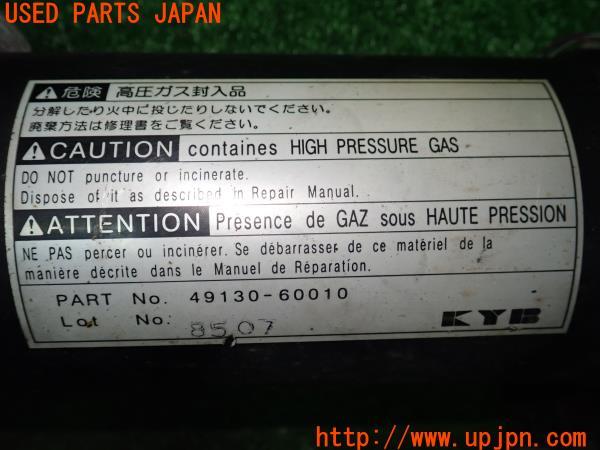 USED PARTS JAPAN
危険 高圧ガス封入品
分解したり火中に投じたりしないでください。
廃棄方法は修理書をご覧ください。
CAUTION containes HIGH PRESSURE GAS
DO NOT puncture or incinerate.
Dispose of it as described in Repair Manual.
ATTENTION Présence de GAZ sous HAUTE PRESSION
NE PAS percer ou incinérer. Se débarrasser de ce matériel de la
manière décrite dans le Manuel de Réparation.
PART No. 49130-60010
Lot No. 8507
KYB
http://www.upjpn.com/